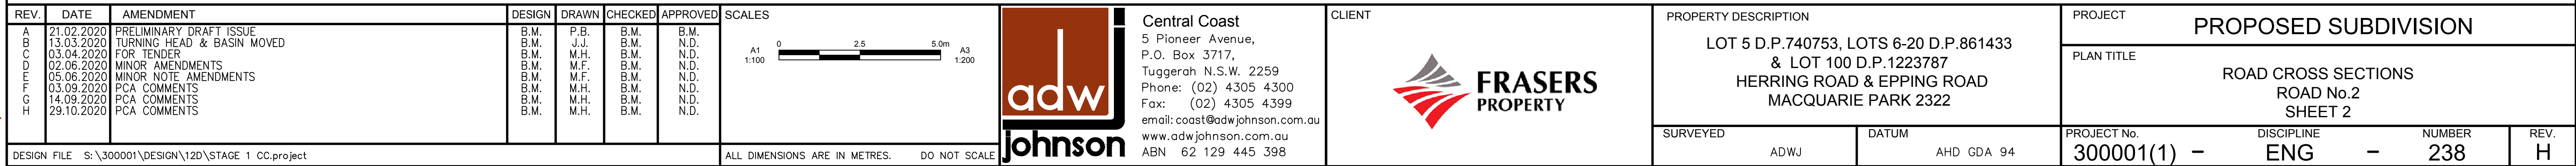 REV. DATE AMENDMENT DESIGN DRAWN CHECKED APPROVED
A 21.02.2020 PRELIMINARY DRAFT ISSUE B.M. P.B. B.M. B.M.
B 13.03.2020 TURNING HEAD & BASIN MOVED B.M. J.J. B.M. N.D.
C 03.04.2020 FOR TENDER B.M. M.H. B.M. N.D.
D 02.06.2020 MINOR AMENDMENTS B.M. M.F. B.M. N.D.
E 05.06.2020 MINOR NOTE AMENDMENTS B.M. M.F. B.M. N.D.
F 03.09.2020 PCA COMMENTS B.M. M.H. B.M. N.D.
G 14.09.2020 PCA COMMENTS B.M. M.H. B.M. N.D.
H 29.10.2020 PCA COMMENTS B.M. M.H. B.M. N.D.
DESIGN FILE S:\300001\DESIGN\12D\STAGE 1 CC.project
SCALES
0 2.5 5.0m
A1 A3
1:100 1:200
ALL DIMENSIONS ARE IN METRES. DO NOT SCALE
adw
johnson
Central Coast
5 Pioneer Avenue,
P.O. Box 3717,
Tuggerah N.S.W. 2259
Phone: (02) 4305 4300
Fax: (02) 4305 4399
email: coast@adwjohnson.com.au
www.adwjohnson.com.au
ABN 62 129 445 398
CLIENT
FRASERS
PROPERTY
PROPERTY DESCRIPTION
LOT 5 D.P.740753, LOTS 6-20 D.P.861433
& LOT 100 D.P.1223787
HERRING ROAD & EPPING ROAD
MACQUARIE PARK 2322
SURVEYED DATUM
ADWJ AHD GDA 94
PROJECT
PROPOSED SUBDIVISION
PLAN TITLE
ROAD CROSS SECTIONS
ROAD No.2
SHEET 2
PROJECT No. DISCIPLINE NUMBER REV.
300001(1) - ENG - 238 H